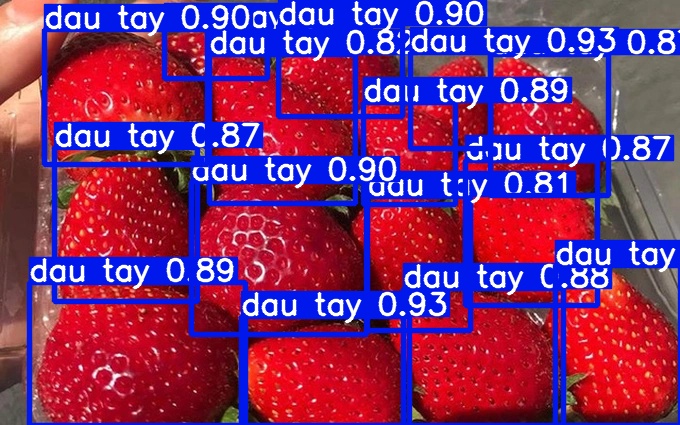 dau tay 0.90
dau tay 0.90
dau tay 0.82
dau tay 0.93
0.87
dau tay 0.89
dau tay 0.87
dau tay 0.87
dau tay 0.90
dau tay 0.81
dau tay
dau tay 0.89
dau tay 0.88
dau tay 0.93